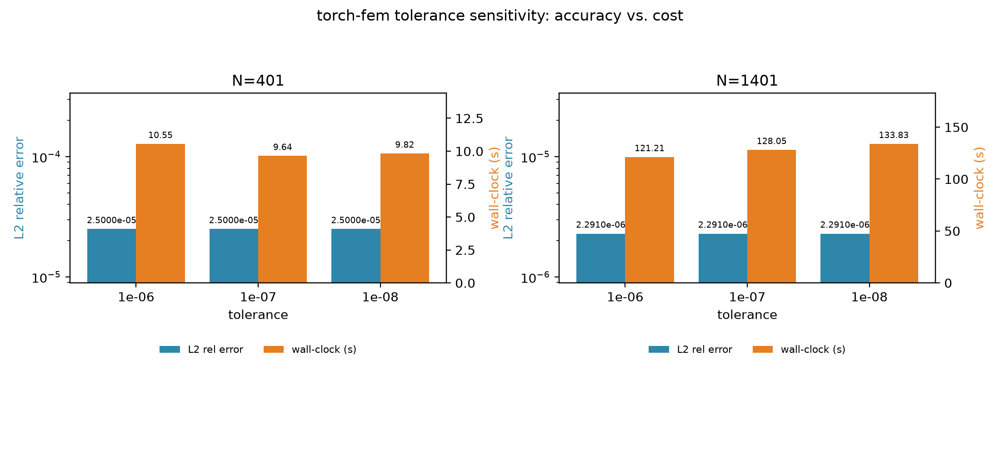 torch-fem tolerance sensitivity: accuracy vs. cost
N=401
L2 relative error
10⁻⁴
10⁻⁵
2.5000e-05
10.55
2.5000e-05
9.64
2.5000e-05
9.82
12.5
10.0
7.5
5.0
2.5
0.0
wall-clock (s)
1e-06
1e-07
1e-08
tolerance
L2 rel error
wall-clock (s)
N=1401
L2 relative error
10⁻⁵
10⁻⁶
2.2910e-06
121.21
2.2910e-06
128.05
2.2910e-06
133.83
150
100
50
0
wall-clock (s)
1e-06
1e-07
1e-08
tolerance
L2 rel error
wall-clock (s)